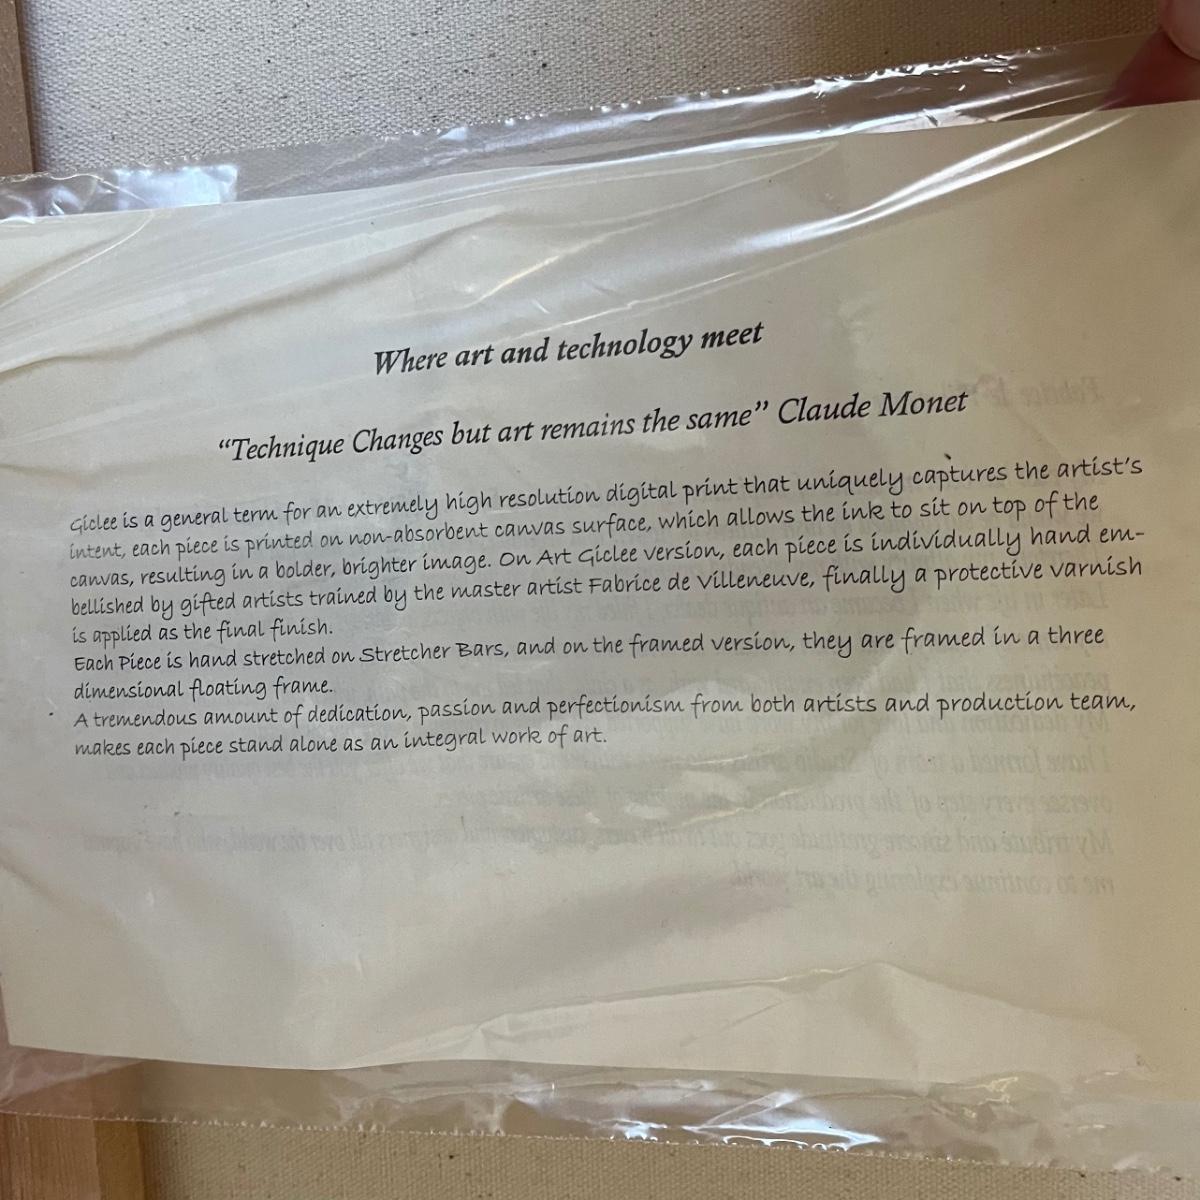 Where art and technology meet
“Technique Changes but art remains the same” Claude Monet
Giclee is a general term for an extremely high resolution digital print that uniquely captures the artist's
intent, each piece is printed on non-absorbent canvas surface, which allows the ink to sit on top of the
canvas, resulting in a bolder, brighter image. On Art Giclee version, each piece is individually hand em-
bellished by gifted artists trained by the master artist Fabrice de Villeneuve, finally a protective varnish
is applied as the final finish.
Each Piece is hand stretched on Stretcher Bars, and on the framed version, they are framed in a three
dimensional floating frame.
A tremendous amount of dedication, passion and perfectionism from both artists and production team,
makes each piece stand alone as an integral work of art.